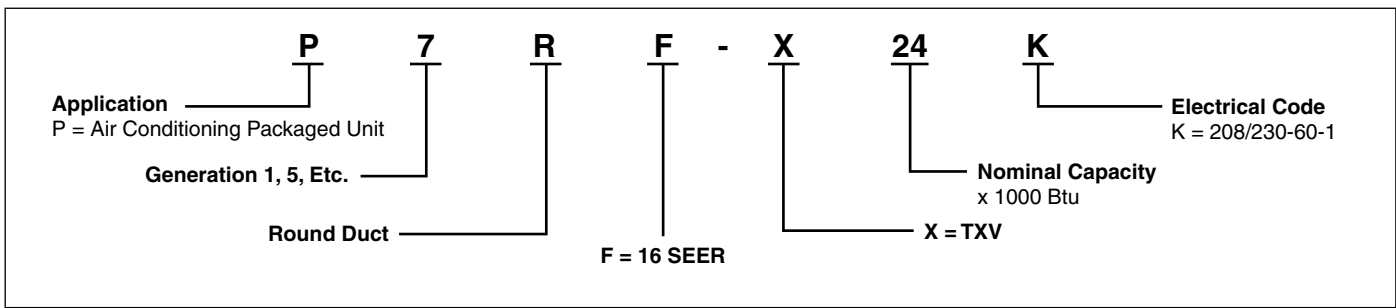 P 7 R F - X 24 K
Application
P = Air Conditioning Packaged Unit
Electrical Code
K = 208/230-60-1
Generation 1, 5, Etc.
Nominal Capacity
x 1000 Btu
Round Duct
X = TXV
F = 16 SEER